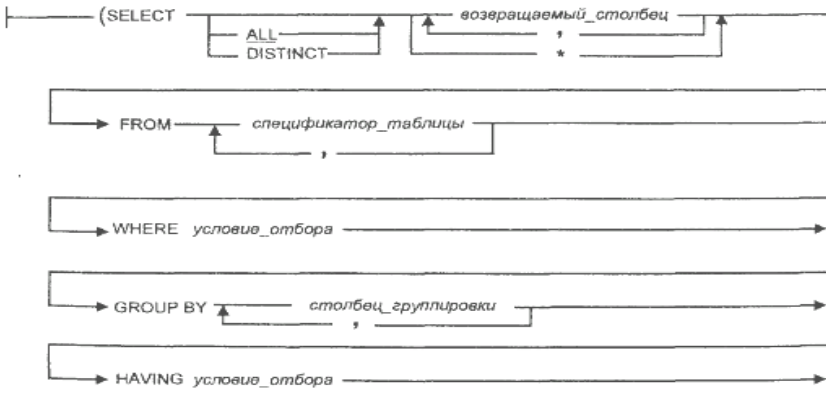 (SELECT возвращаемый_столбец
ALL ,
DISTINCT *
FROM спецификатор_таблицы
,
WHERE условие_отбора
GROUP BY столбец_группировки
,
HAVING условие_отбора